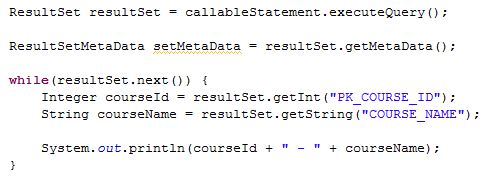 ResultSet resultSet = callableStatement.executeQuery();
ResultSetMetaData setMetaData = resultSet.getMetaData();
while(resultSet.next()) {
    Integer courseId = resultSet.getInt("PK_COURSE_ID");
    String courseName = resultSet.getString("COURSE_NAME");
    System.out.println(courseId + " - " + courseName);
}